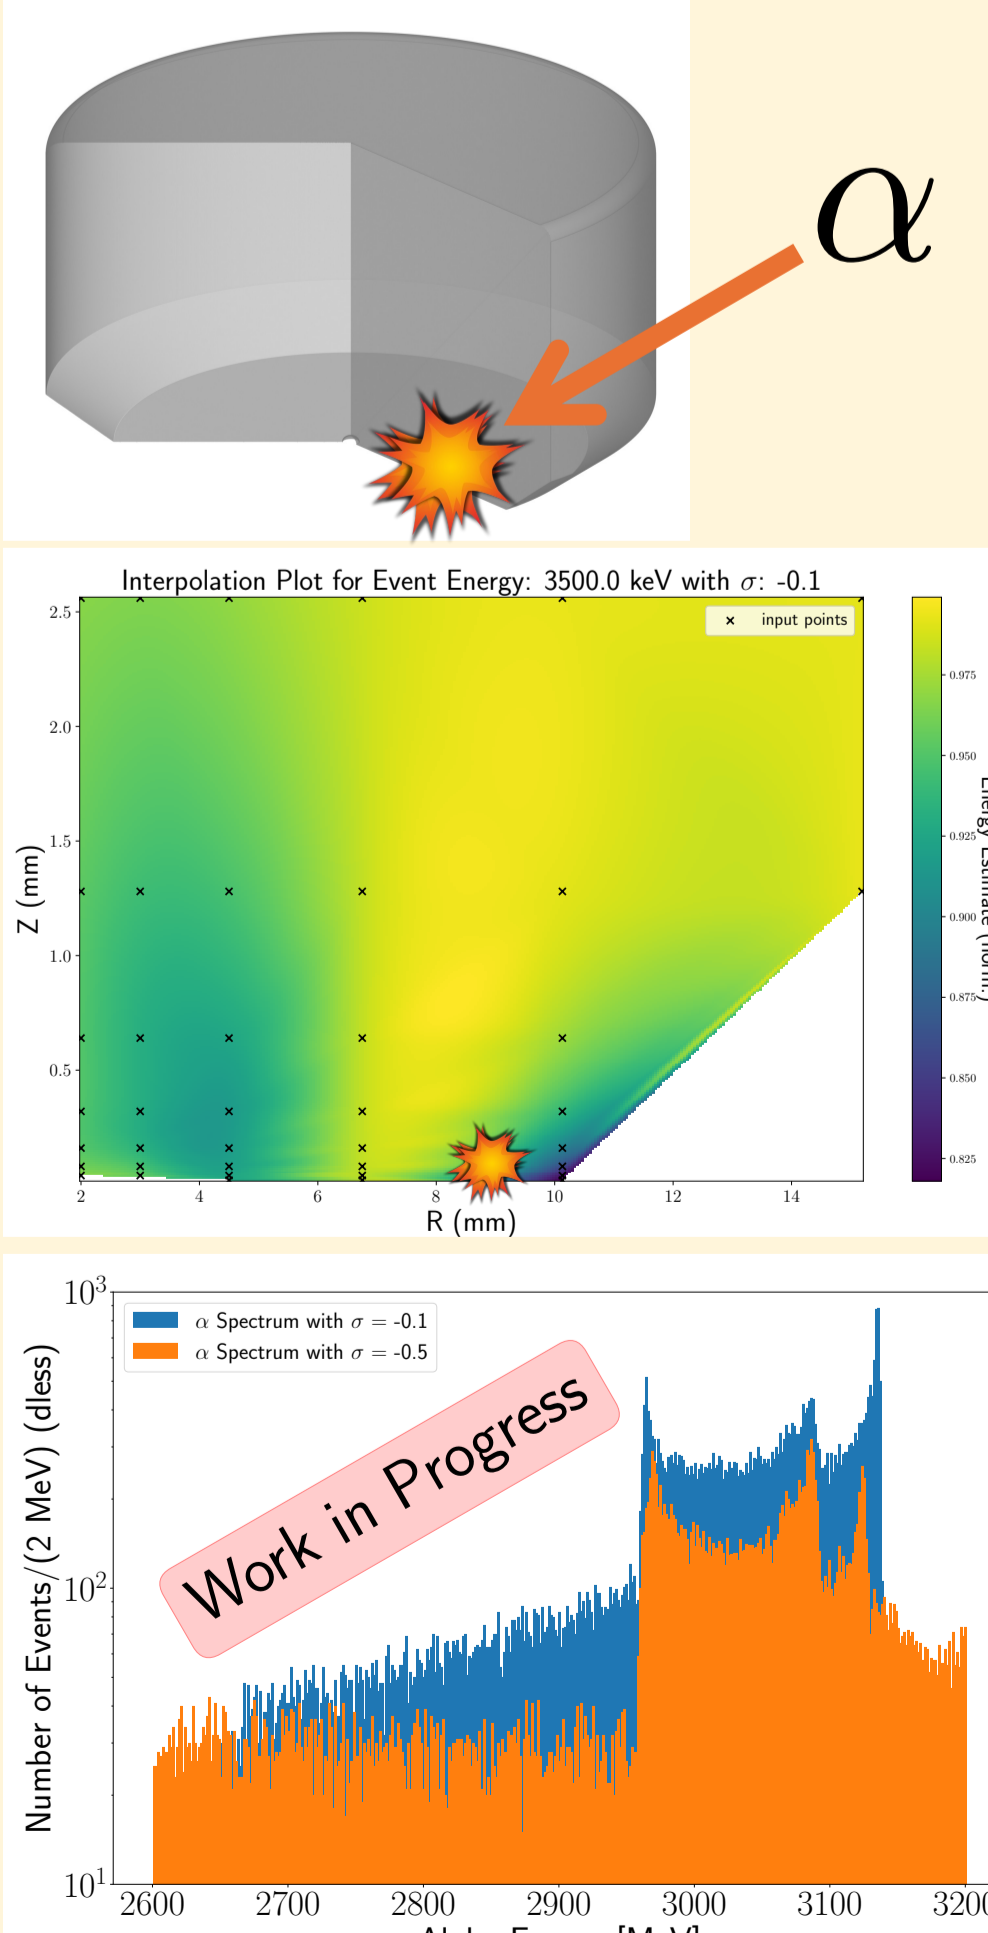 α
Interpolation Plot for Event Energy: 3500.0 keV with σ: -0.1
input points
2.5
2.0
1.5
1.0
0.5
Z (mm)
2 4 6 8 10 12 14
R (mm)
0.975
0.950
0.925
0.900
0.875
0.850
0.825
10³
10²
10¹
Number of Events/(2 MeV) (dless)
α Spectrum with σ = -0.1
α Spectrum with σ = -0.5
Work in Progress
2600 2700 2800 2900 3000 3100 3200